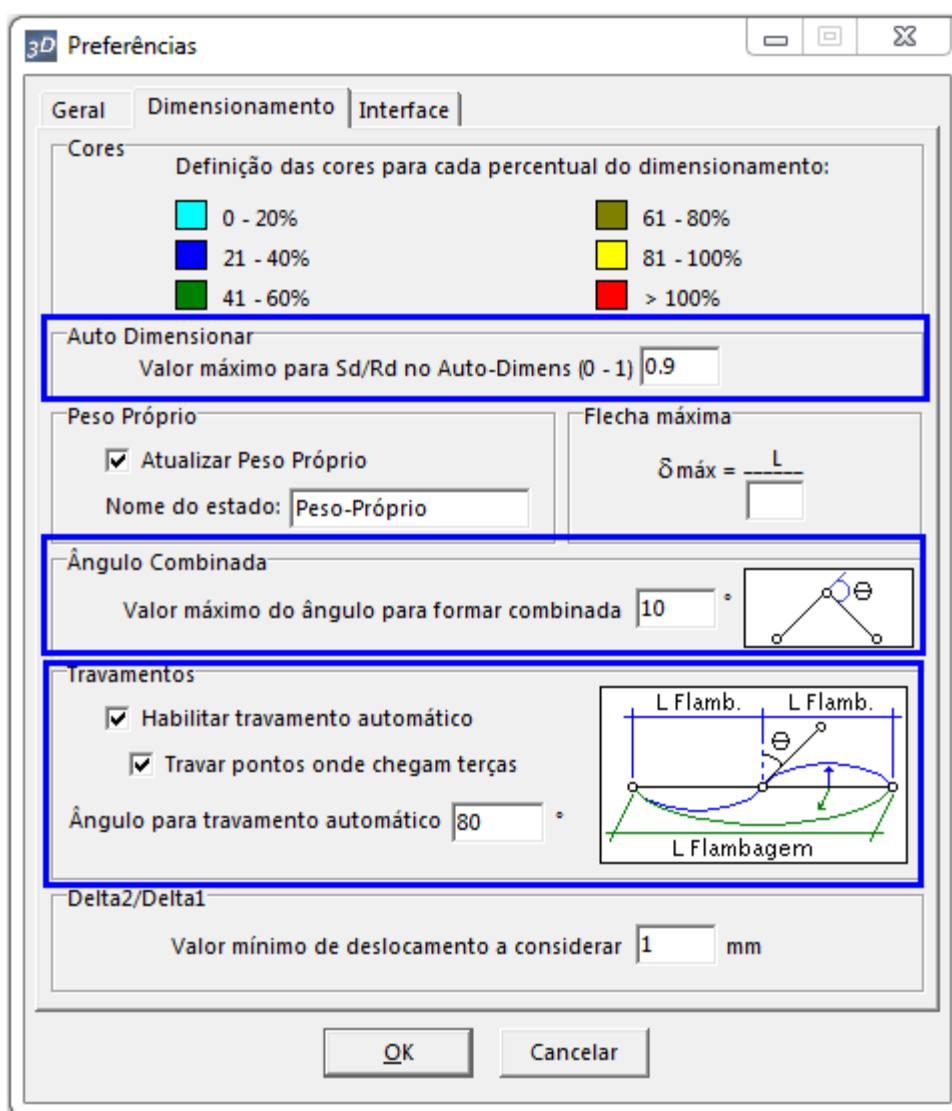 3D Preferências
Geral Dimensionamento Interface
Cores
Definição das cores para cada percentual do dimensionamento:
0 - 20% 61 - 80%
21 - 40% 81 - 100%
41 - 60% > 100%
Auto Dimensionar
Valor máximo para Sd/Rd no Auto-Dimens (0 - 1) 0.9
Peso Próprio
Atualizar Peso Próprio
Nome do estado: Peso-Próprio
Flecha máxima
δmáx = L
Ângulo Combinada
Valor máximo do ângulo para formar combinada 10 °
θ
Travamentos
Habilitar travamento automático
Travar pontos onde chegam terças
Ângulo para travamento automático 80 °
L Flamb. L Flamb.
θ
L Flambagem
Delta2/Delta1
Valor mínimo de deslocamento a considerar 1 mm
OK Cancelar